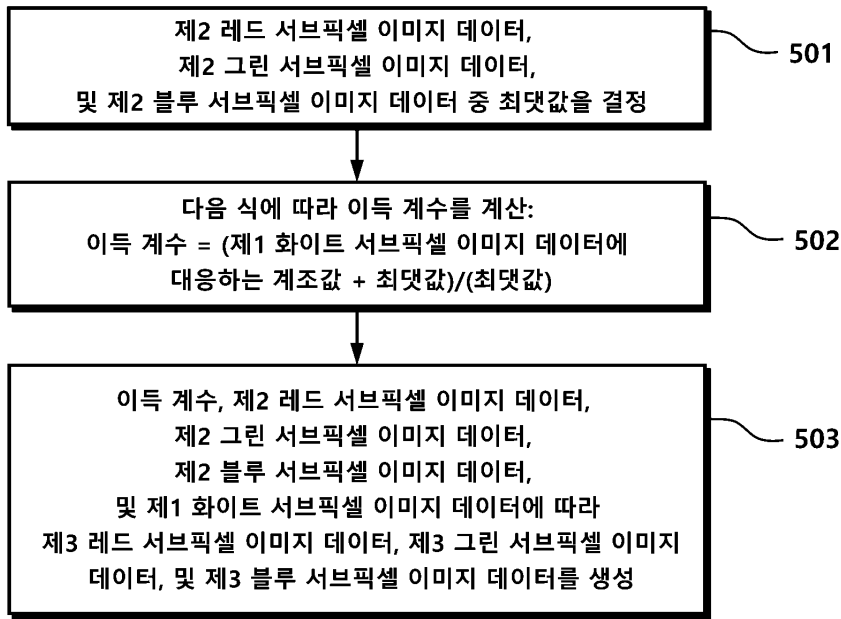 제2 레드 서브픽셀 이미지 데이터,
제2 그린 서브픽셀 이미지 데이터,
및 제2 블루 서브픽셀 이미지 데이터 중 최댓값을 결정
501
다음 식에 따라 이득 계수를 계산:
이득 계수 = (제1 화이트 서브픽셀 이미지 데이터에
대응하는 계조값 + 최댓값)/(최댓값)
502
이득 계수, 제2 레드 서브픽셀 이미지 데이터,
제2 그린 서브픽셀 이미지 데이터,
제2 블루 서브픽셀 이미지 데이터,
및 제1 화이트 서브픽셀 이미지 데이터에 따라
제3 레드 서브픽셀 이미지 데이터, 제3 그린 서브픽셀 이미지
데이터, 및 제3 블루 서브픽셀 이미지 데이터를 생성
503